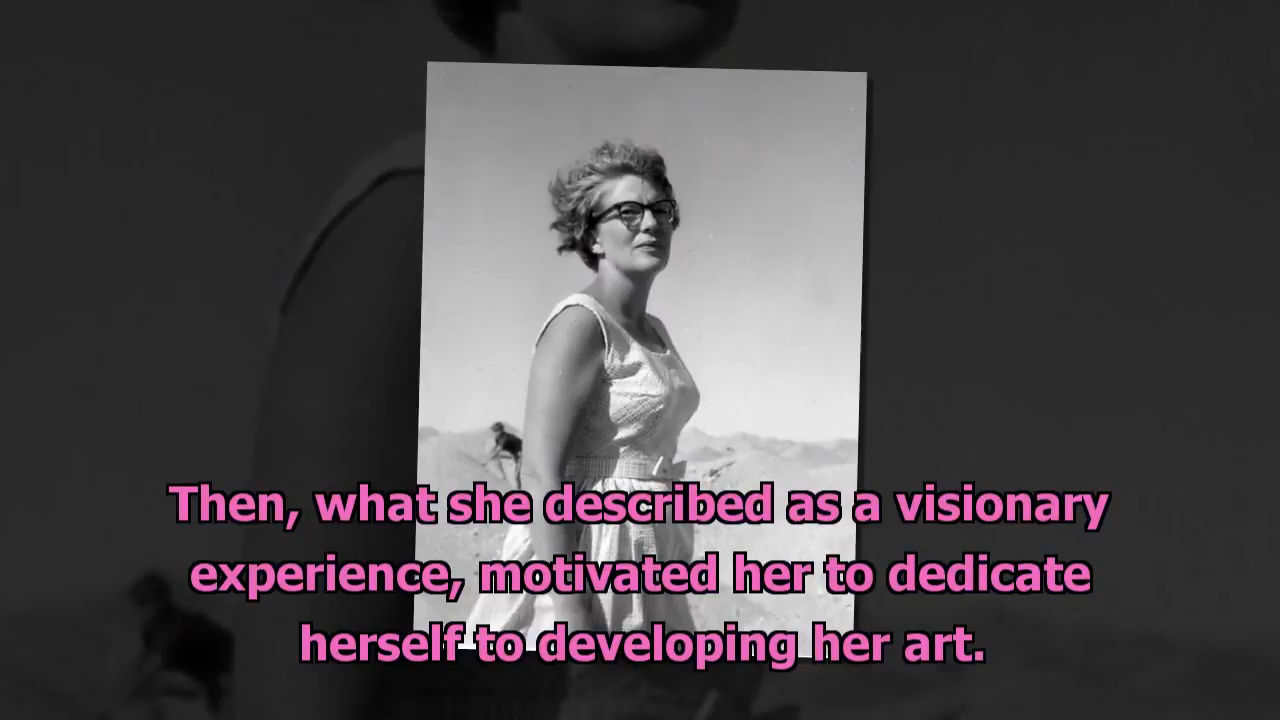 Then, what she described as a visionary
experience, motivated her to dedicate
herself to developing her art.